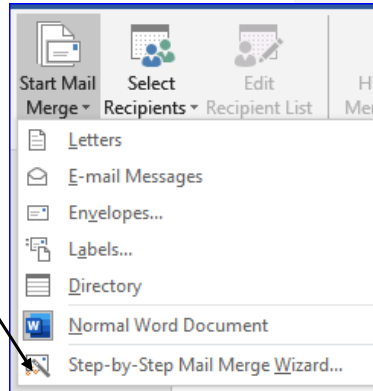 Start Mail Select Edit H
Merge Recipients Recipient List Mer
Letters
E-mail Messages
Envelopes...
Labels...
Directory
Normal Word Document
Step-by-Step Mail Merge Wizard...